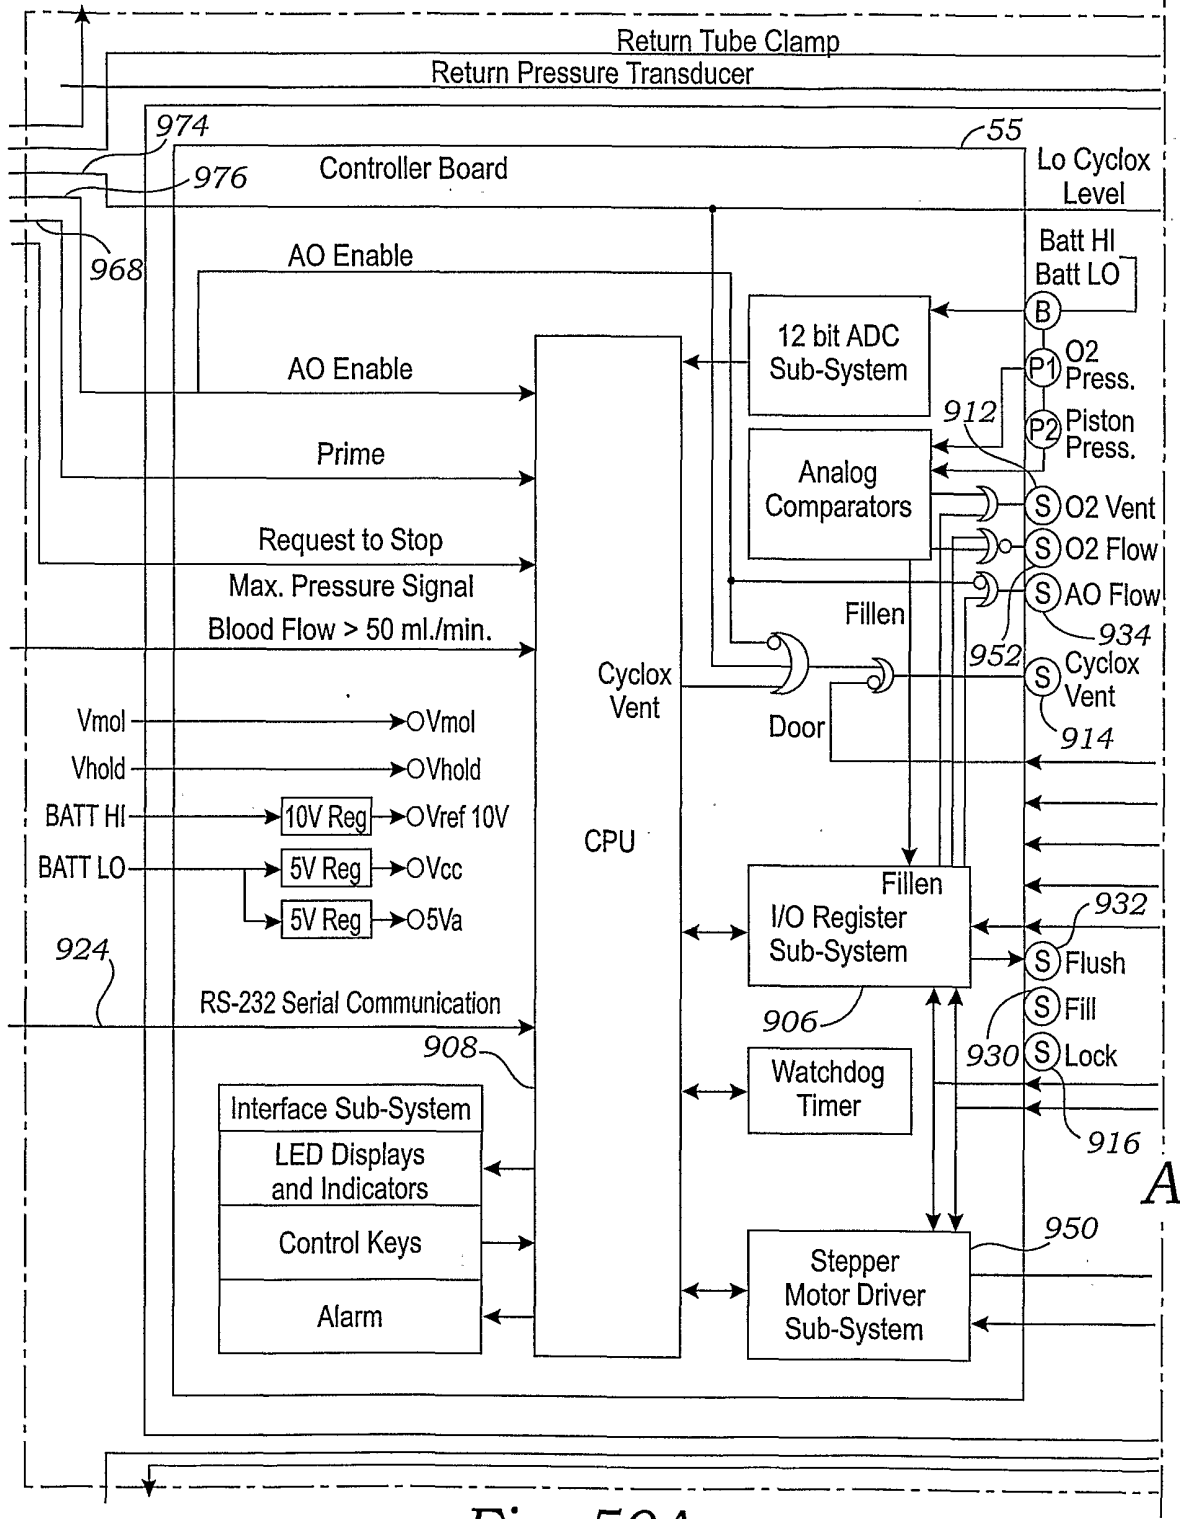 Return Tube Clamp
Return Pressure Transducer
974
55
976
Controller Board
Lo Cyclox
Level
968
AO Enable
Batt HI
Batt LO
B
12 bit ADC
Sub-System
AO Enable
P1
O2
Press.
912
P2
Piston
Press.
Prime
Analog
Comparators
S
O2 Vent
Request to Stop
S
O2 Flow
Max. Pressure Signal
S
AO Flow
Fillen
Blood Flow > 50 ml./min.
934
952
Cyclox
Vent
S
Cyclox
Vent
Vmol
Vmol
Door
914
Vhold
Vhold
BATT HI
10V Reg
Vref 10V
CPU
BATT LO
5V Reg
Vcc
Fillen
5V Reg
5Va
I/O Register
Sub-System
932
924
S
Flush
RS-232 Serial Communication
S
Fill
906
908
930
S
Lock
Watchdog
Timer
Interface Sub-System
916
LED Displays
and Indicators
A
950
Control Keys
Stepper
Motor Driver
Sub-System
Alarm
Fig. 50A